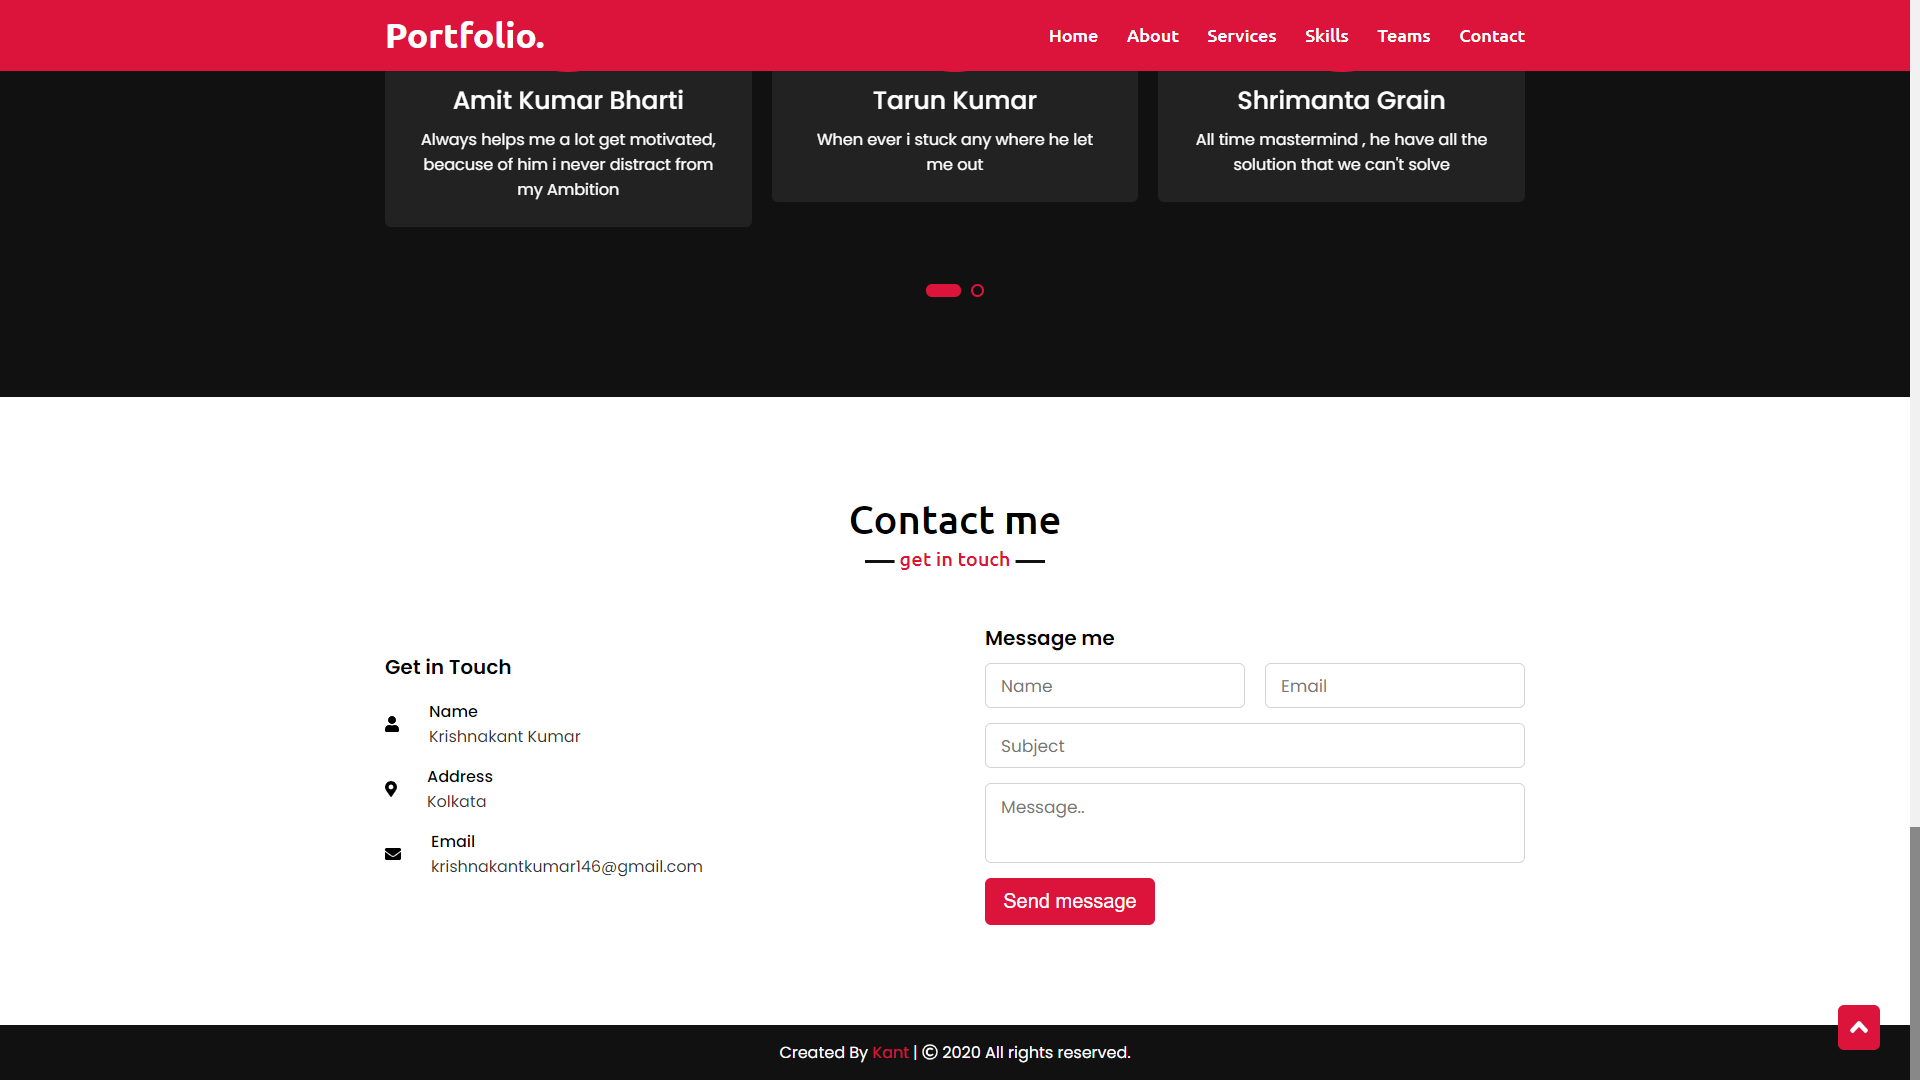 Portfolio.
Home About Services Skills Teams Contact
Amit Kumar Bharti
Always helps me a lot get motivated,
beacuse of him i never distract from
my Ambition
Tarun Kumar
When ever i stuck any where he let
me out
Shrimanta Grain
All time mastermind , he have all the
solution that we can't solve
Contact me
get in touch
Get in Touch
Name
Krishnakant Kumar
Address
Kolkata
Email
krishnakantkumar146@gmail.com
Message me
Name
Email
Subject
Message..
Send message
Created By Kant | © 2020 All rights reserved.